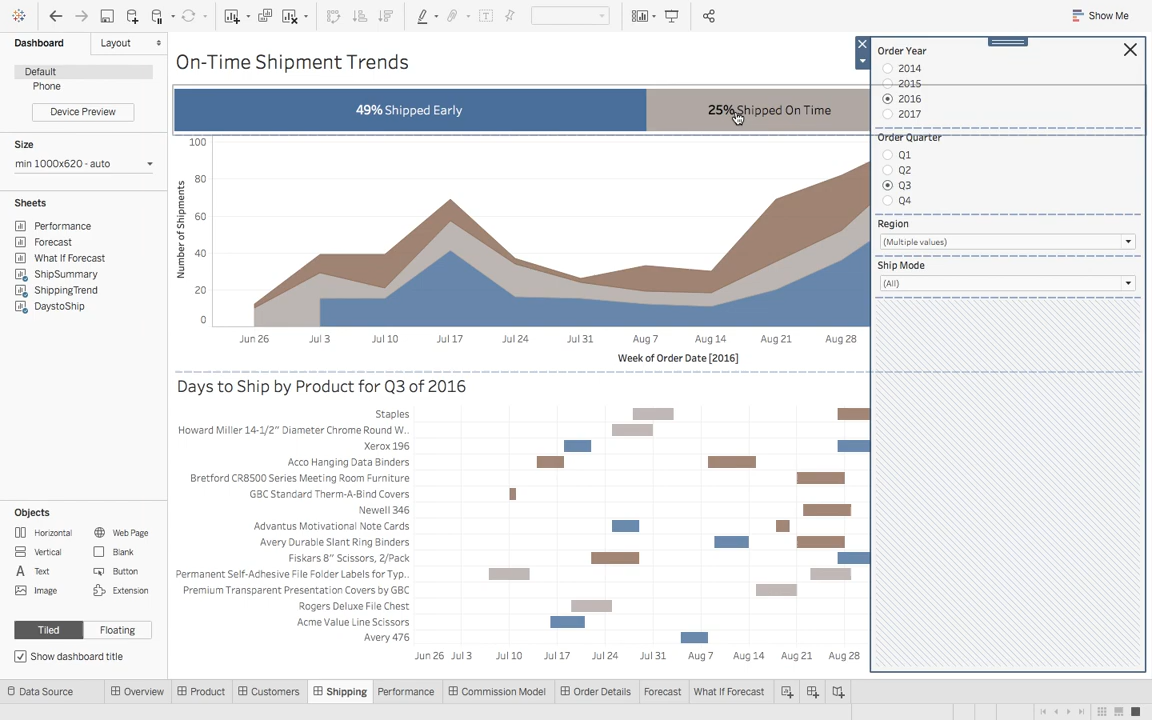 Show Me
Dashboard
Layout
Default
Phone
Device Preview
Size
min 1000x620 - auto
Sheets
Performance
Forecast
What If Forecast
ShipSummary
ShippingTrend
DaystoShip
Objects
Horizontal
Web Page
Vertical
Blank
Text
Button
Image
Extension
Tiled
Floating
Show dashboard title
On-Time Shipment Trends
49% Shipped Early
25% Shipped On Time
Number of Shipments
100
80
60
40
20
0
Jun 26 Jul 3 Jul 10 Jul 17 Jul 24 Jul 31 Aug 7 Aug 14 Aug 21 Aug 28
Week of Order Date [2016]
Days to Ship by Product for Q3 of 2016
Staples
Howard Miller 14-1/2" Diameter Chrome Round W..
Xerox 196
Acco Hanging Data Binders
Bretford CR8500 Series Meeting Room Furniture
GBC Standard Therm-A-Bind Covers
Newell 346
Advantus Motivational Note Cards
Avery Durable Slant Ring Binders
Fiskars 8" Scissors, 2/Pack
Permanent Self-Adhesive File Folder Labels for Typ..
Premium Transparent Presentation Covers by GBC
Rogers Deluxe File Chest
Acme Value Line Scissors
Avery 476
Jun 26 Jul 3 Jul 10 Jul 17 Jul 24 Jul 31 Aug 7 Aug 14 Aug 21 Aug 28
Order Year
2014
2015
2016
2017
Order Quarter
Q1
Q2
Q3
Q4
Region
(Multiple values)
Ship Mode
(All)
Data Source
Overview
Product
Customers
Shipping
Performance
Commission Model
Order Details
Forecast
What If Forecast